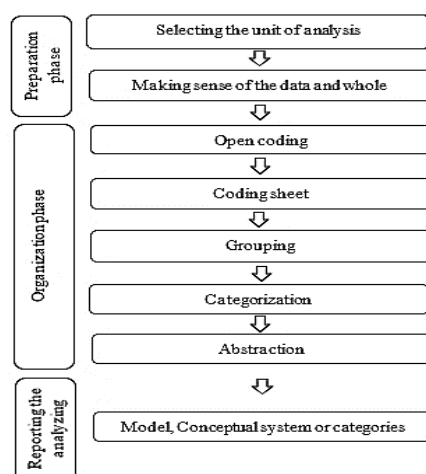 Preparation
phase
Selecting the unit of analysis
Making sense of the data and whole
Organization phase
Open coding
Coding sheet
Grouping
Categorization
Abstraction
Reporting the
analyzing
Model, Conceptual system or categories